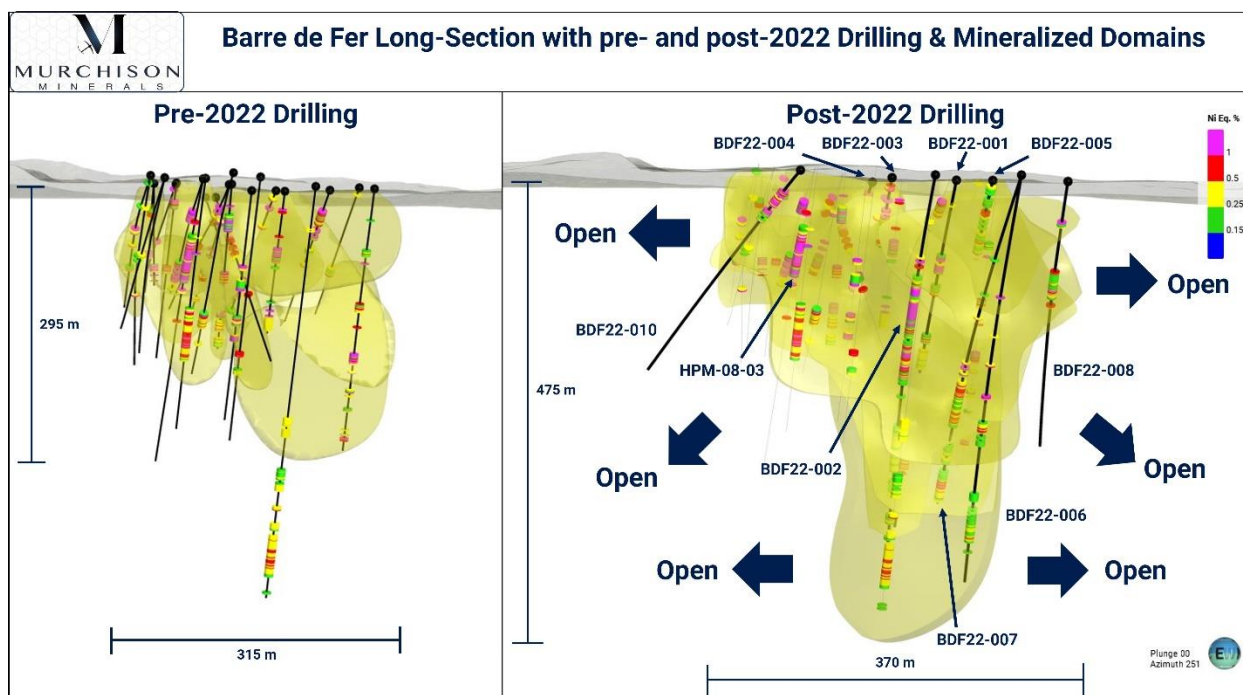 VM
MURCHISON
MINERALS
Barre de Fer Long-Section with pre- and post-2022 Drilling & Mineralized Domains
Pre-2022 Drilling
295 m
315 m
Post-2022 Drilling
BDF22-004
BDF22-003
BDF22-001
BDF22-005
Ni Eq. %
1
0.5
0.25
0.15
Open
Open
BDF22-010
HPM-08-03
BDF22-008
475 m
Open
BDF22-002
Open
BDF22-006
Open
Open
BDF22-007
370 m
Plunge 00
Azimuth 251
EW